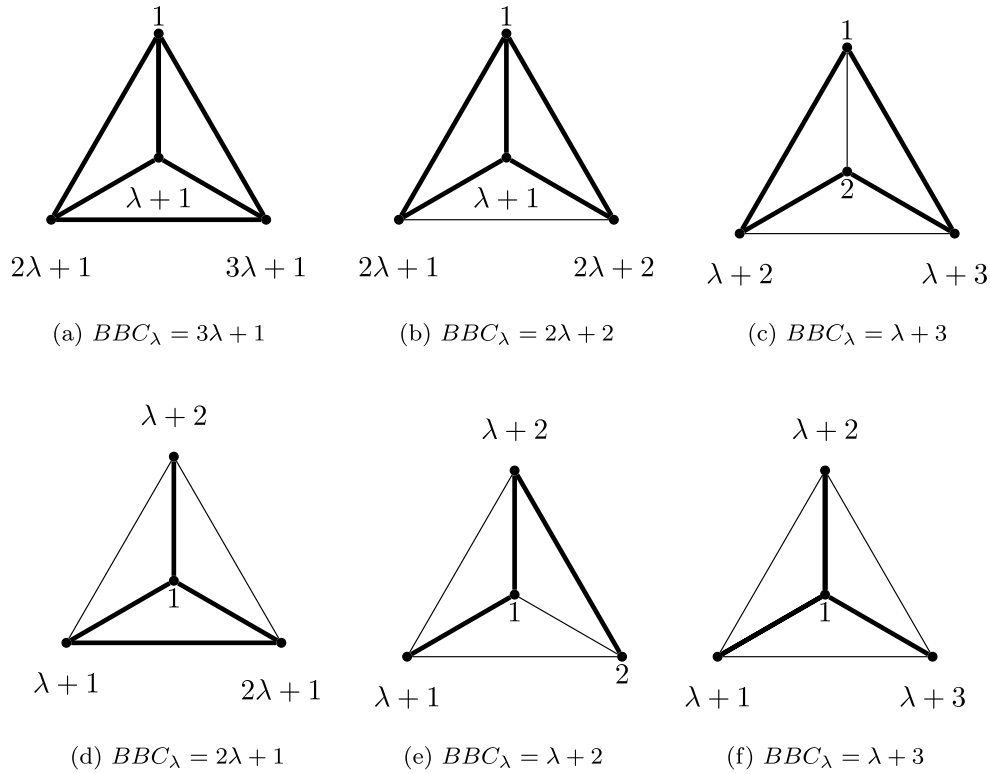 1 1 1
λ + 1 λ + 1 2
2λ + 1 3λ + 1 2λ + 1 2λ + 2 λ + 2 λ + 3
(a) BBC_λ = 3λ + 1 (b) BBC_λ = 2λ + 2 (c) BBC_λ = λ + 3
λ + 2 λ + 2 λ + 2
1 1 1
λ + 1 2λ + 1 λ + 1 2 λ + 1 λ + 3
(d) BBC_λ = 2λ + 1 (e) BBC_λ = λ + 2 (f) BBC_λ = λ + 3